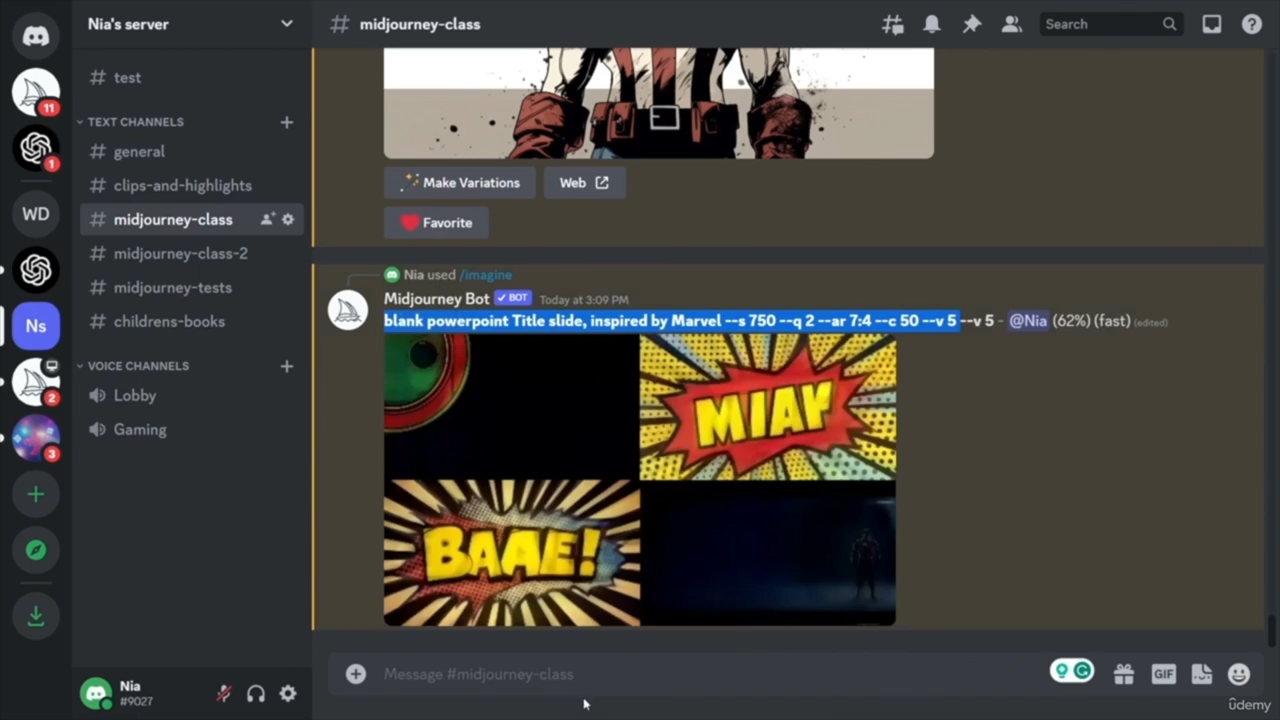 Nia's server
midjourney-class
Search
test
TEXT CHANNELS
general
clips-and-highlights
midjourney-class
midjourney-class-2
midjourney-tests
childrens-books
VOICE CHANNELS
Lobby
Gaming
11
1
WD
Ns
2
3
Make Variations
Web
Favorite
Nia used /imagine
Midjourney Bot ✓ BOT Today at 3:09 PM
blank powerpoint Title slide, inspired by Marvel --s 750 --q 2 --ar 7:4 --c 50 --v 5 --v 5 - @Nia (62%) (fast) (edited)
MIAY
BAAE!
Message #midjourney-class
GIF
Nia
#9027
ûdemy